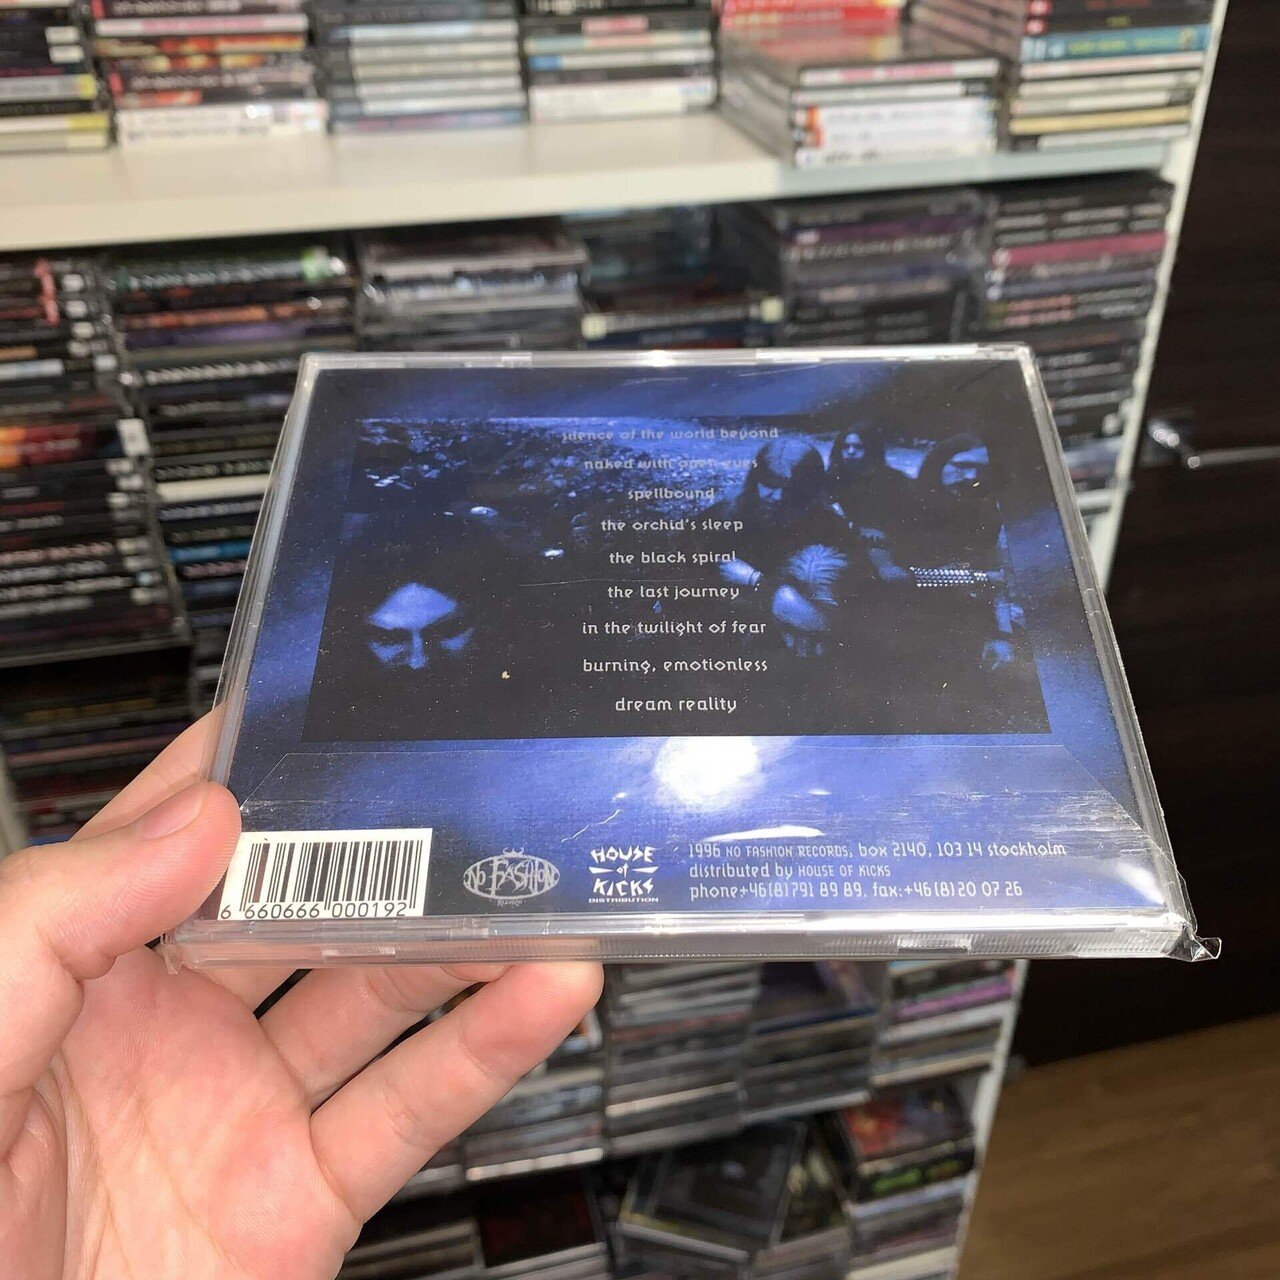 silence of the world beyond
naked with open eyes
spellbound
the orchid's sleep
the black spiral
the last journey
in the twilight of fear
burning, emotionless
dream reality
6 660666 000192
NO FASHION
RECORDS
HOUSE
of
KICKS
DISTRIBUTION
1996 NO FASHION RECORDS, box 2140, 103 14 stockholm
distributed by HOUSE OF KICKS
phone+46(8)791 89 89, fax:+46(8)20 07 26